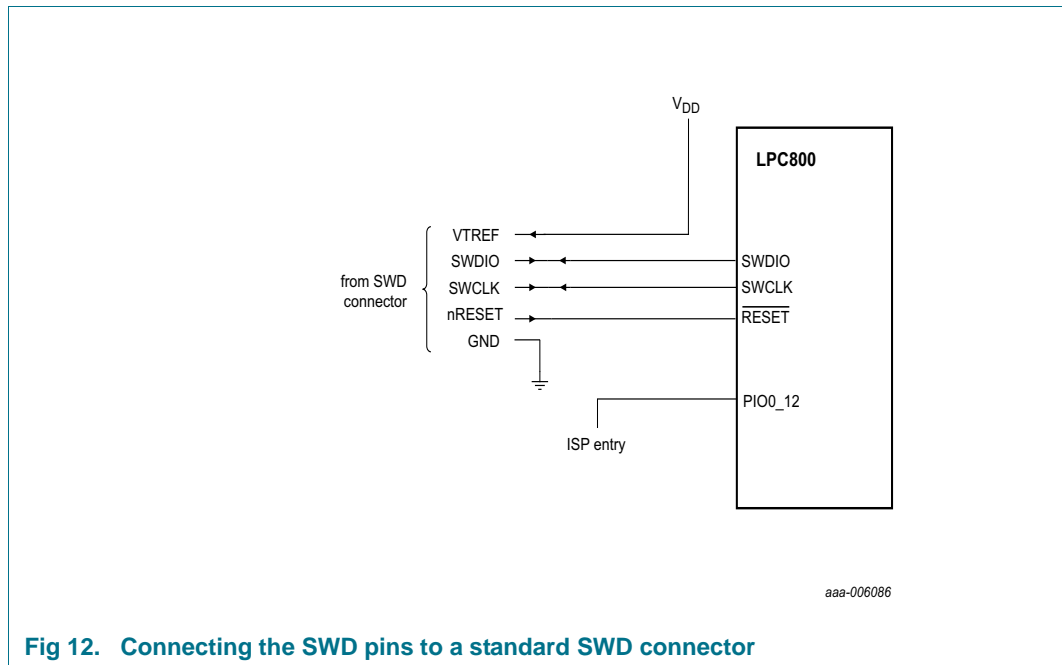 VDD
LPC800
VTREF
SWDIO
SWCLK
nRESET
GND
from SWD
connector
SWDIO
SWCLK
RESET
PIO0_12
ISP entry
aaa-006086
Fig 12. Connecting the SWD pins to a standard SWD connector